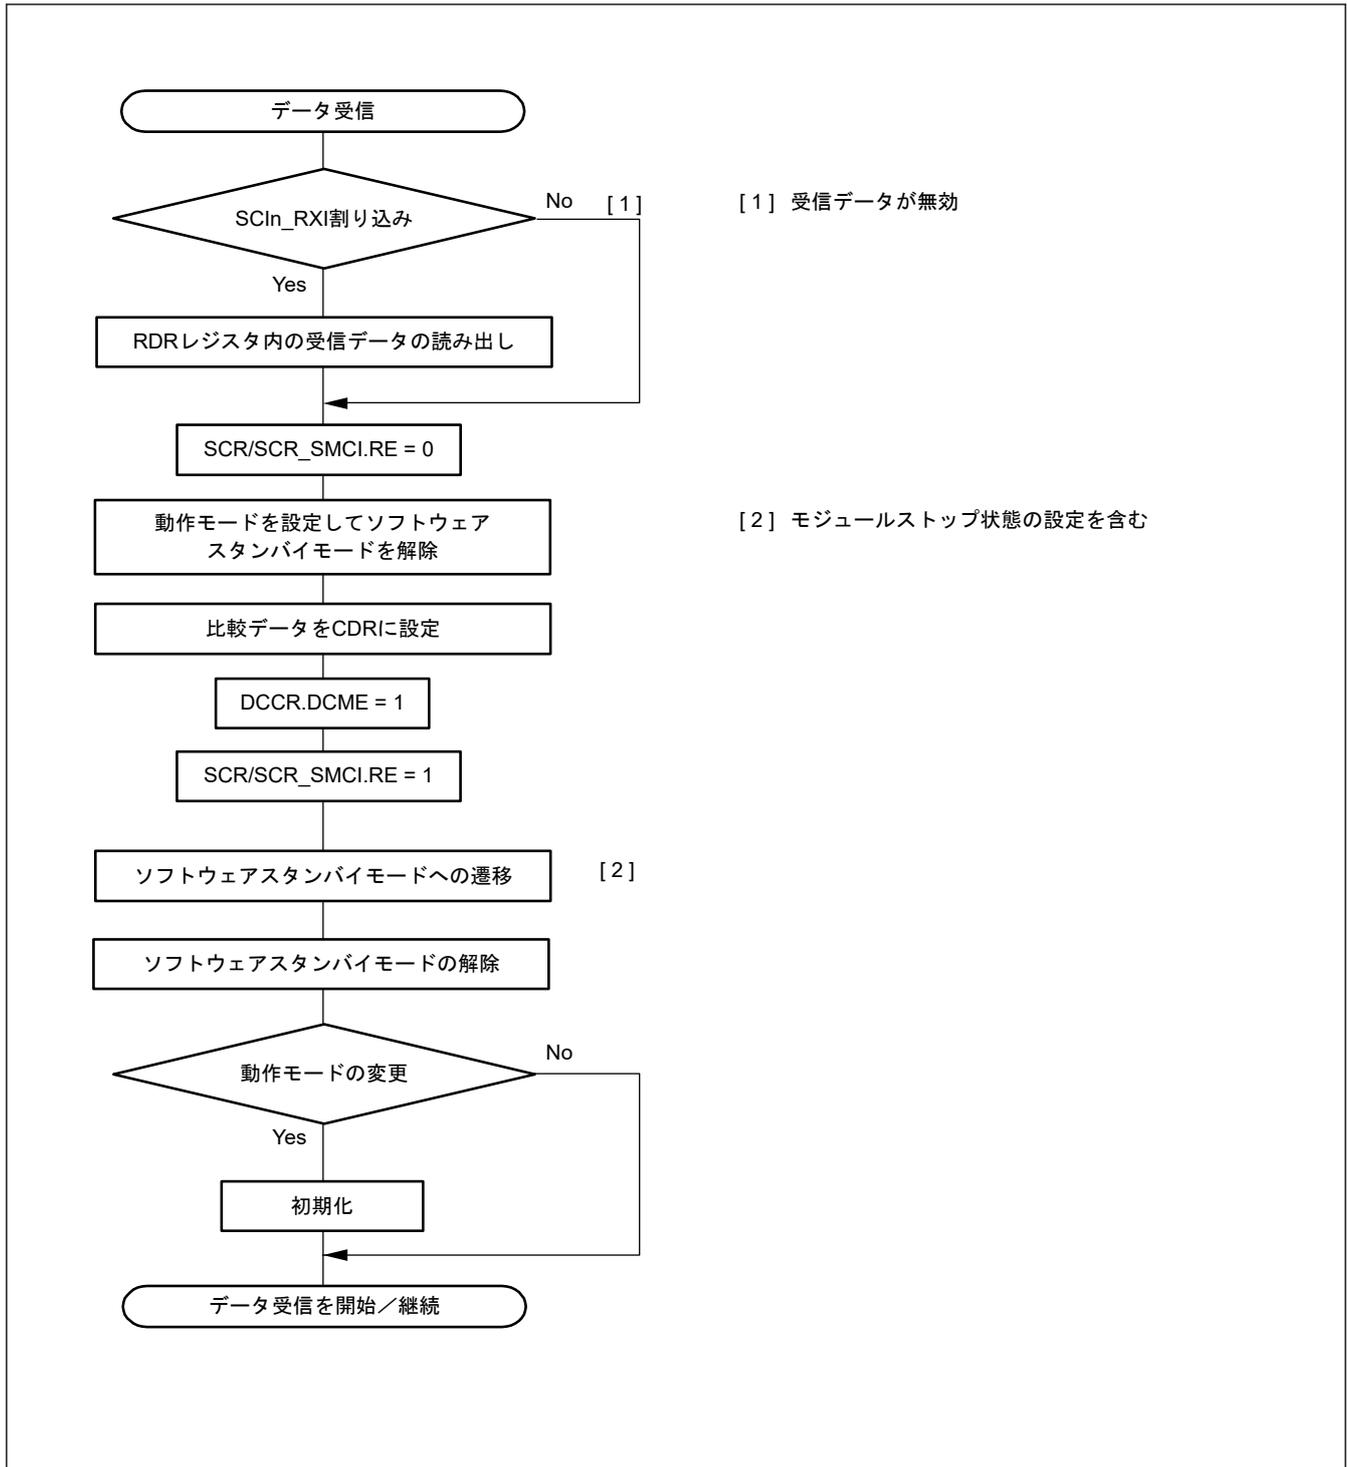 データ受信
SCIn_RXI割り込み
No
[ 1 ]
[ 1 ] 受信データが無効
Yes
RDRレジスタ内の受信データの読み出し
SCR/SCR_SMCI.RE = 0
動作モードを設定してソフトウェア
スタンバイモードを解除
[ 2 ] モジュールストップ状態の設定を含む
比較データをCDRに設定
DCCR.DCME = 1
SCR/SCR_SMCI.RE = 1
ソフトウェアスタンバイモードへの遷移
[ 2 ]
ソフトウェアスタンバイモードの解除
動作モードの変更
No
Yes
初期化
データ受信を開始／継続